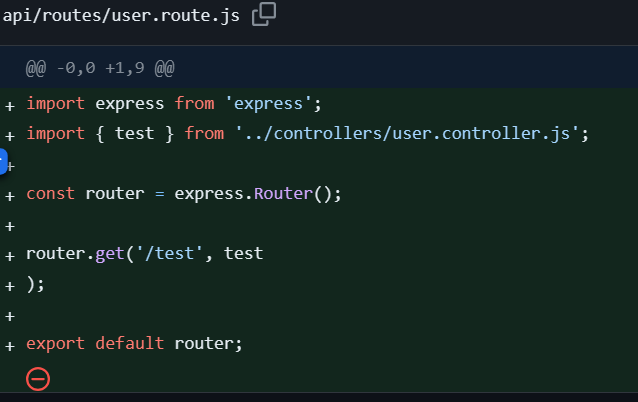 api/routes/user.route.js
@@ -0,0 +1,9 @@
+ import express from 'express';
+ import { test } from '../controllers/user.controller.js';
+
+ const router = express.Router();
+
+ router.get('/test', test
+ );
+
+ export default router;